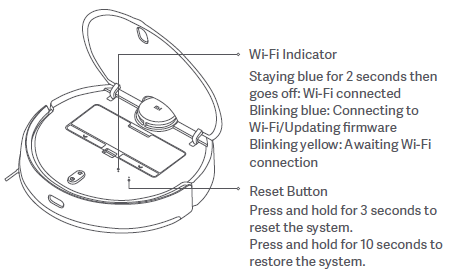 Wi-Fi Indicator
Staying blue for 2 seconds then
goes off: Wi-Fi connected
Blinking blue: Connecting to
Wi-Fi/Updating firmware
Blinking yellow: Awaiting Wi-Fi
connection
Reset Button
Press and hold for 3 seconds to
reset the system.
Press and hold for 10 seconds to
restore the system.